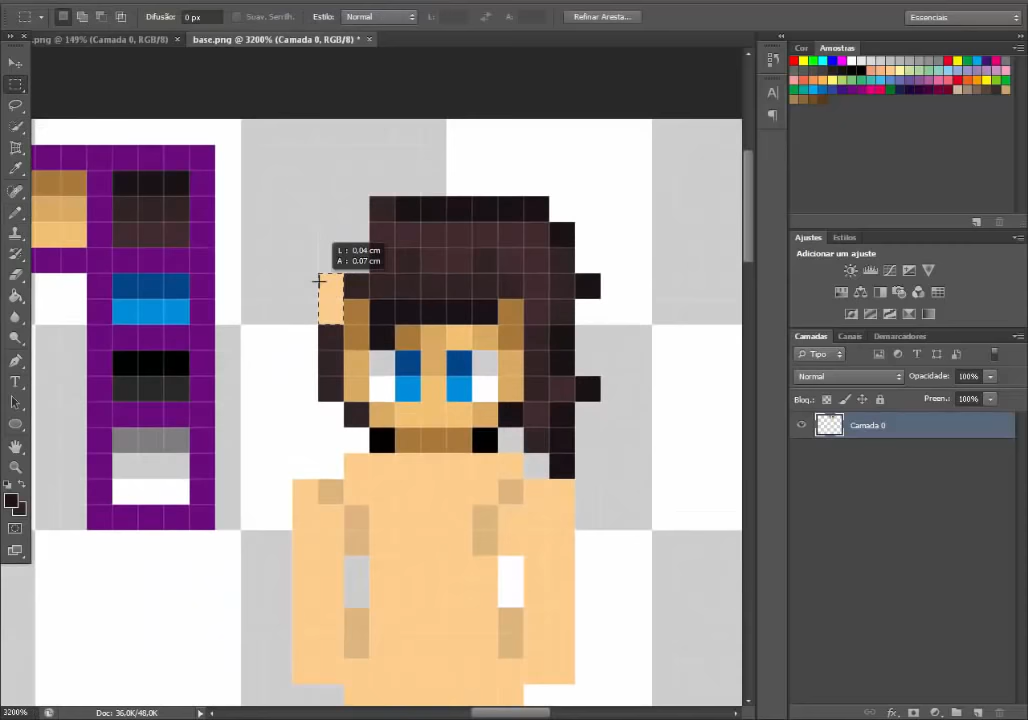 Difusão: 0 px Suav. Serrilh. Estilo: Normal L: A: Refinar Aresta... Essenciais
.png @ 149% (Camada 0, RGB/8) × base.png @ 3200% (Camada 0, RGB/8) * ×
Cor Amostras
L : 0,04 cm
A : 0,07 cm
Ajustes Estilos
Adicionar um ajuste
Camadas Canais Demarcadores
Tipo
Normal Opacidade: 100%
Bloq.: Preen.: 100%
Camada 0
3200% Doc: 36,0K/48,0K